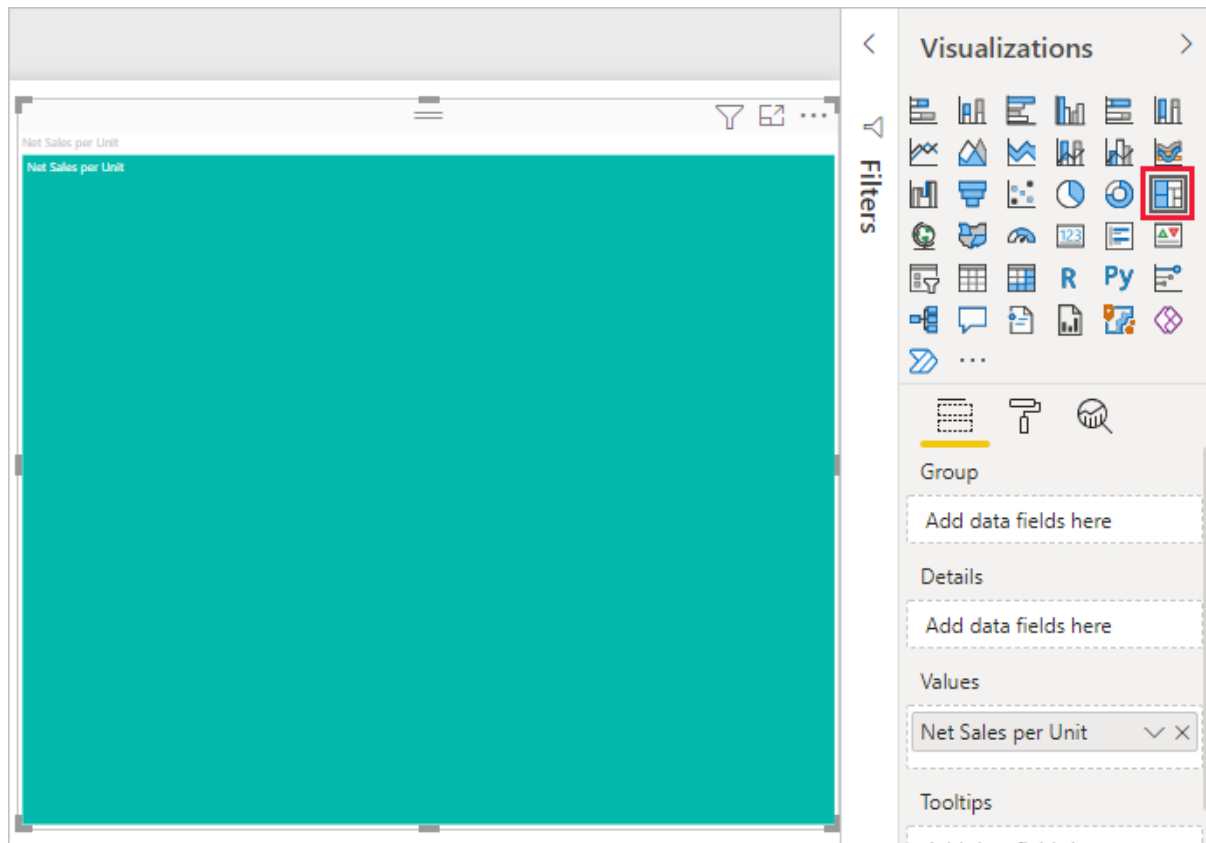 Visualizations
Net Sales per Unit
Net Sales per Unit
Filters
123
R
Py
Group
Add data fields here
Details
Add data fields here
Values
Net Sales per Unit
Tooltips